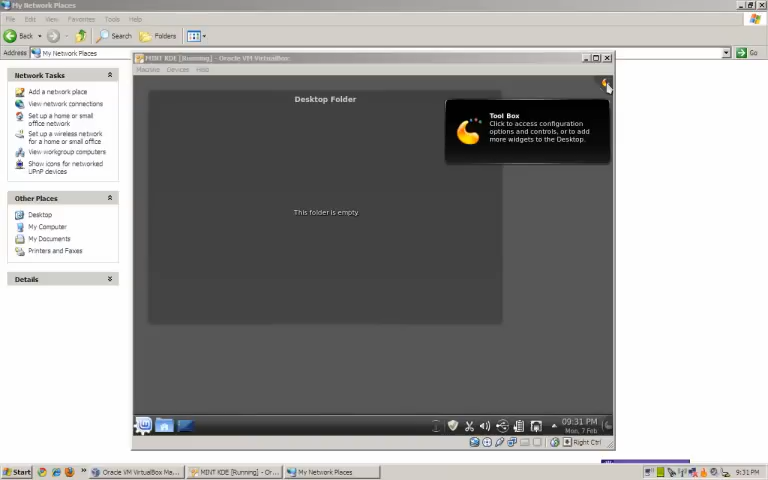 My Network Places
File Edit View Favorites Tools Help
Back Search Folders
Address My Network Places Go
Network Tasks
Add a network place
View network connections
Set up a home or small
office network
Set up a wireless network
for a home or small office
View workgroup computers
Show icons for networked
UPnP devices
Other Places
Desktop
My Computer
My Documents
Printers and Faxes
Details
MINT KDE [Running] - Oracle VM VirtualBox
Machine Devices Help
Desktop Folder
This folder is empty
Tool Box
Click to access configuration
options and controls, or to add
more widgets to the Desktop.
09:31 PM
Mon, 7 Feb
Right Ctrl
Start Oracle VM VirtualBox Ma... MINT KDE [Running] - Or... My Network Places 9:31 PM